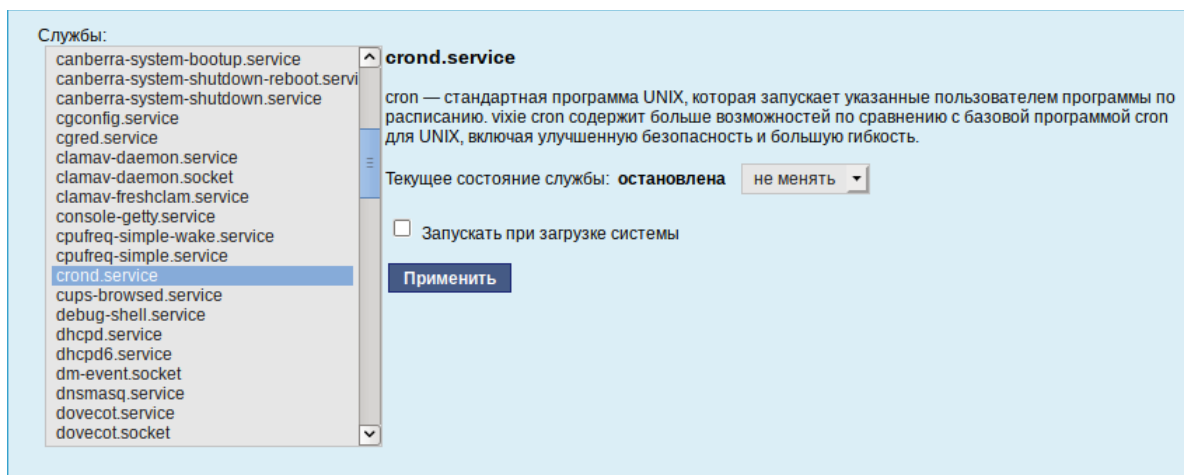 Службы:
canberra-system-bootup.service
canberra-system-shutdown-reboot.servi
canberra-system-shutdown.service
cgconfig.service
cgred.service
clamav-daemon.service
clamav-daemon.socket
clamav-freshclam.service
console-getty.service
cpufreq-simple-wake.service
cpufreq-simple.service
crond.service
cups-browsed.service
debug-shell.service
dhcpd.service
dhcpd6.service
dm-event.socket
dnsmasq.service
dovecot.service
dovecot.socket
crond.service
cron — стандартная программа UNIX, которая запускает указанные пользователем программы по
расписанию. vixie cron содержит больше возможностей по сравнению с базовой программой cron
для UNIX, включая улучшенную безопасность и большую гибкость.
Текущее состояние службы: остановлена не менять
Запускать при загрузке системы
Применить